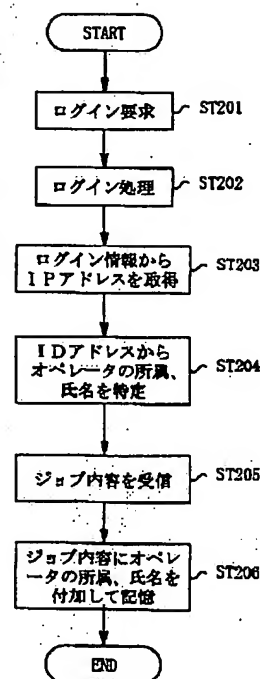 START
ログイン要求
ST201
ログイン処理
ST202
ログイン情報から
IPアドレスを取得
ST203
IDアドレスから
オペレータの所属、
氏名を特定
ST204
ジョブ内容を受信
ST205
ジョブ内容にオペレ
ータの所属、氏名を
付加して記憶
ST206
END